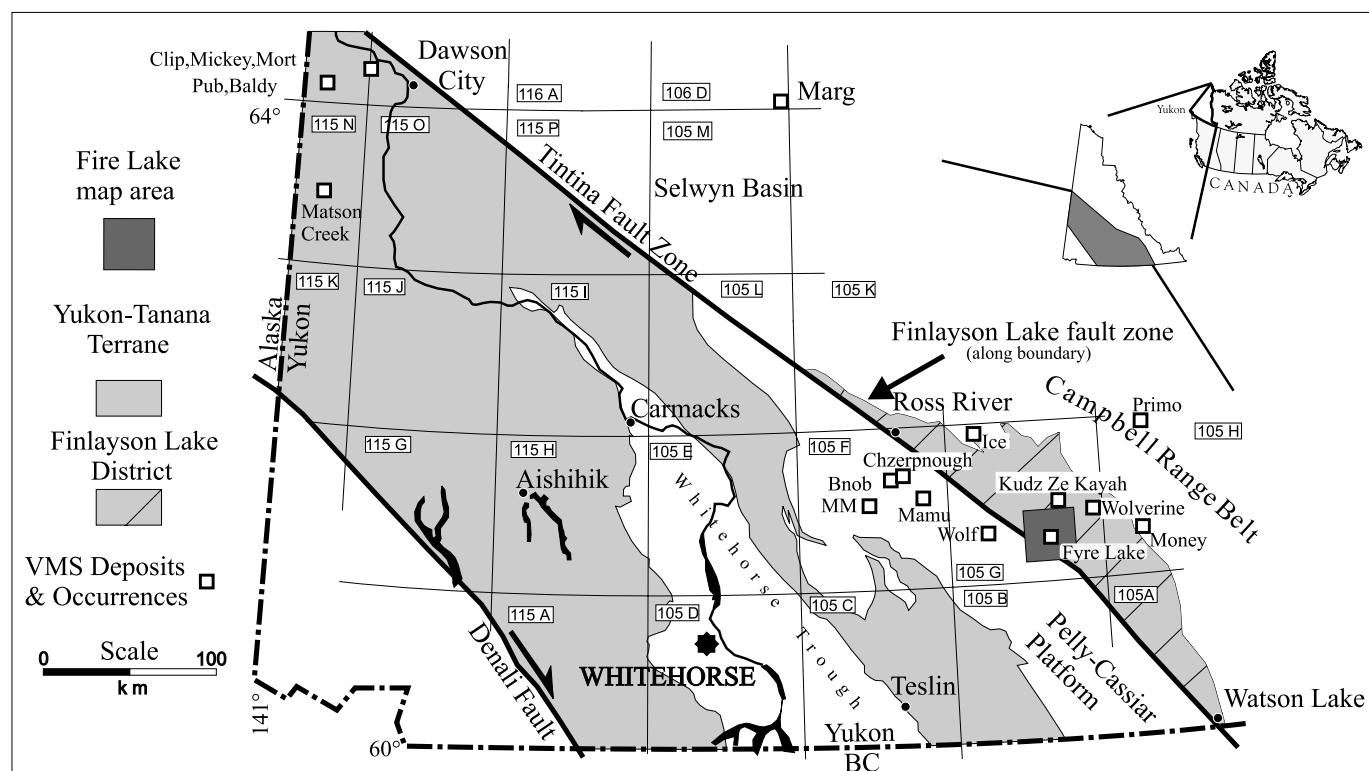 Clip,Mickey,Mort
Pub,Baldy
Dawson
City
Marg
64°
116 A
106 D
115 N
115 O
115 P
105 M
Yukon
CANADA
Fire Lake
map area
Tintina Fault Zone
Selwyn Basin
Matson
Creek
115 K
115 J
115 I
105 L
105 K
Yukon-Tanana
Terrane
Alaska
Yukon
Finlayson Lake fault zone
(along boundary)
Campbell Range Belt
Carmacks
Ross River
Primo
Ice
105 H
Finlayson Lake
District
115 G
115 H
105 E
105 F
Chzerpnough
Bnob
MM
Mamu
Wolf
Kudz Ze Kayah
Wolverine
Money
Fyre Lake
Aishihik
Whitehorse Trough
VMS Deposits
& Occurrences
105 G
105 B
105A
115 A
105 D
105 C
Scale
0 100
km
Denali Fault
WHITEHORSE
Teslin
Pelly-Cassiar
Platform
Watson Lake
141°
60°
Yukon
BC